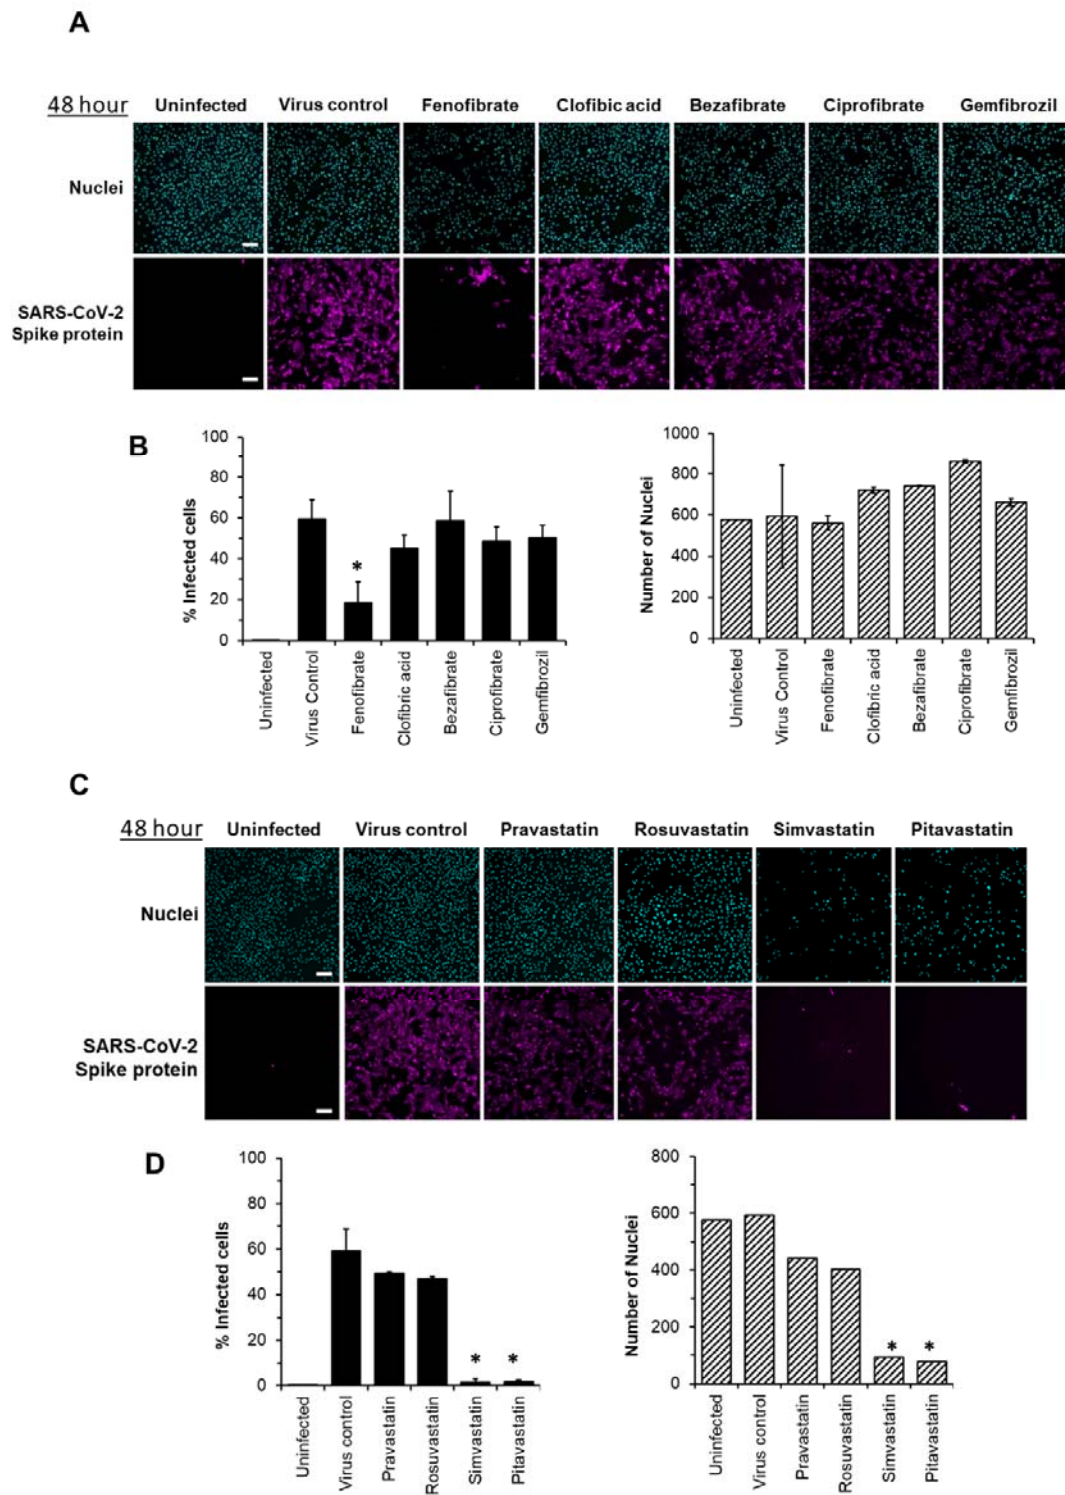 A
48 hour Uninfected Virus control Fenofibrate Clofibic acid Bezafibrate Ciprofibrate Gemfibrozil
Nuclei
SARS-CoV-2
Spike protein
B
% Infected cells
100
80
60
40
20
0
*
Uninfected
Virus Control
Fenofibrate
Clofibric acid
Bezafibrate
Ciprofibrate
Gemfibrozil
Number of Nuclei
1000
800
600
400
200
0
Uninfected
Virus Control
Fenofibrate
Clofibric acid
Bezafibrate
Ciprofibrate
Gemfibrozil
C
48 hour Uninfected Virus control Pravastatin Rosuvastatin Simvastatin Pitavastatin
Nuclei
SARS-CoV-2
Spike protein
D
% Infected cells
100
80
60
40
20
0
* *
Uninfected
Virus control
Pravastatin
Rosuvastatin
Simvastatin
Pitavastatin
Number of Nuclei
800
600
400
200
0
* *
Uninfected
Virus control
Pravastatin
Rosuvastatin
Simvastatin
Pitavastatin